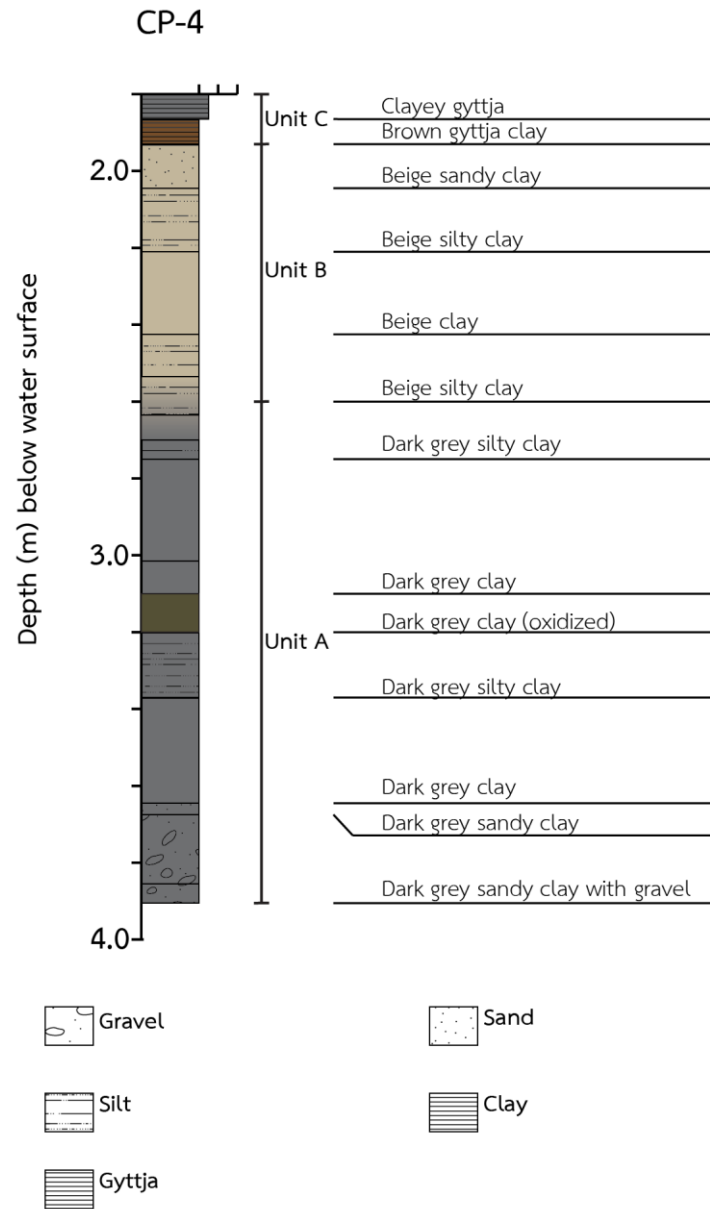 CP-4
Clayey gyttja
Unit C
Brown gyttja clay
2.0
Beige sandy clay
Beige silty clay
Unit B
Beige clay
Beige silty clay
Dark grey silty clay
Depth (m) below water surface
3.0
Dark grey clay
Dark grey clay (oxidized)
Unit A
Dark grey silty clay
Dark grey clay
Dark grey sandy clay
Dark grey sandy clay with gravel
4.0
Gravel
Sand
Silt
Clay
Gyttja